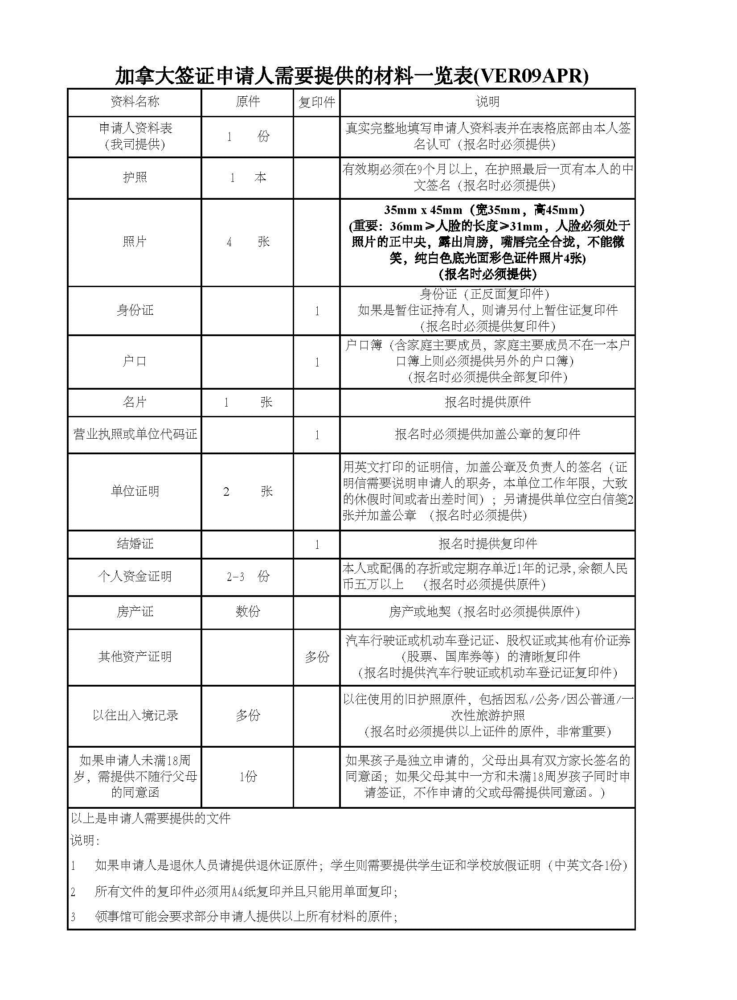 加拿大签证申请人需要提供的材料一览表(VER09APR)
资料名称 原件 复印件 说明
申请人资料表
(我司提供)
1 份
真实完整地填写申请人资料表并在表格底部由本人签
名认可（报名时必须提供）
护照
1 本
有效期必须在9个月以上，在护照最后一页有本人的中
文签名（报名时必须提供）
照片
4 张
35mm x 45mm（宽35mm，高45mm）
(重要：36mm≥人脸的长度≥31mm，人脸必须处于
照片的正中央，露出肩膀，嘴唇完全合拢，不能微
笑，纯白色底光面彩色证件照片4张)
（报名时必须提供）
身份证
1
身份证（正反面复印件）
如果是暂住证持有人，则请另付上暂住证复印件
（报名时必须提供复印件）
户口
1
户口簿（含家庭主要成员，家庭主要成员不在一本户
口簿上则必须提供另外的户口簿）
（报名时必须提供全部复印件）
名片
1 张
报名时提供原件
营业执照或单位代码证
1
报名时必须提供加盖公章的复印件
单位证明
2 张
用英文打印的证明信，加盖公章及负责人的签名（证
明信需要说明申请人的职务，本单位工作年限，大致
的休假时间或者出差时间）；另请提供单位空白信笺2
张并加盖公章 （报名时必须提供）
结婚证
1
报名时提供复印件
个人资金证明
2-3 份
本人或配偶的存折或定期存单近1年的记录,余额人民
币五万以上 （报名时必须提供原件）
房产证
数份
房产或地契（报名时必须提供原件）
其他资产证明
多份
汽车行驶证或机动车登记证、股权证或其他有价证券
（股票、国库券等）的清晰复印件
（报名时提供汽车行驶证或机动车登记证复印件）
以往出入境记录
多份
以往使用的旧护照原件，包括因私/公务/因公普通/一
次性旅游护照
（报名时必须提供以上证件的原件，非常重要）
如果申请人未满18周
岁，需提供不随行父母
的同意函
1份
如果孩子是独立申请的，父母出具有双方家长签名的
同意函；如果父母其中一方和未满18周岁孩子同时申
请签证，不作申请的父或母需提供同意函。）
以上是申请人需要提供的文件
说明:
1 如果申请人是退休人员请提供退休证原件；学生则需要提供学生证和学校放假证明（中英文各1份）
2 所有文件的复印件必须用A4纸复印并且只能用单面复印；
3 领事馆可能会要求部分申请人提供以上所有材料的原件；